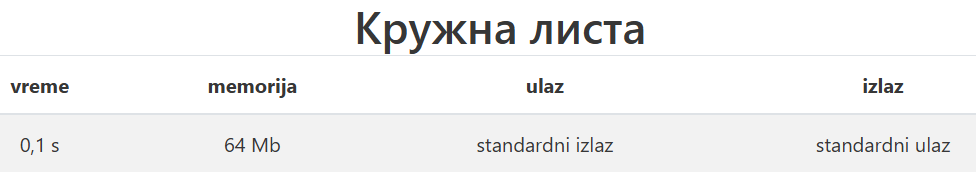 Кружна листа
vreme memorija ulaz izlaz
0,1 s 64 Mb standardni izlaz standardni ulaz